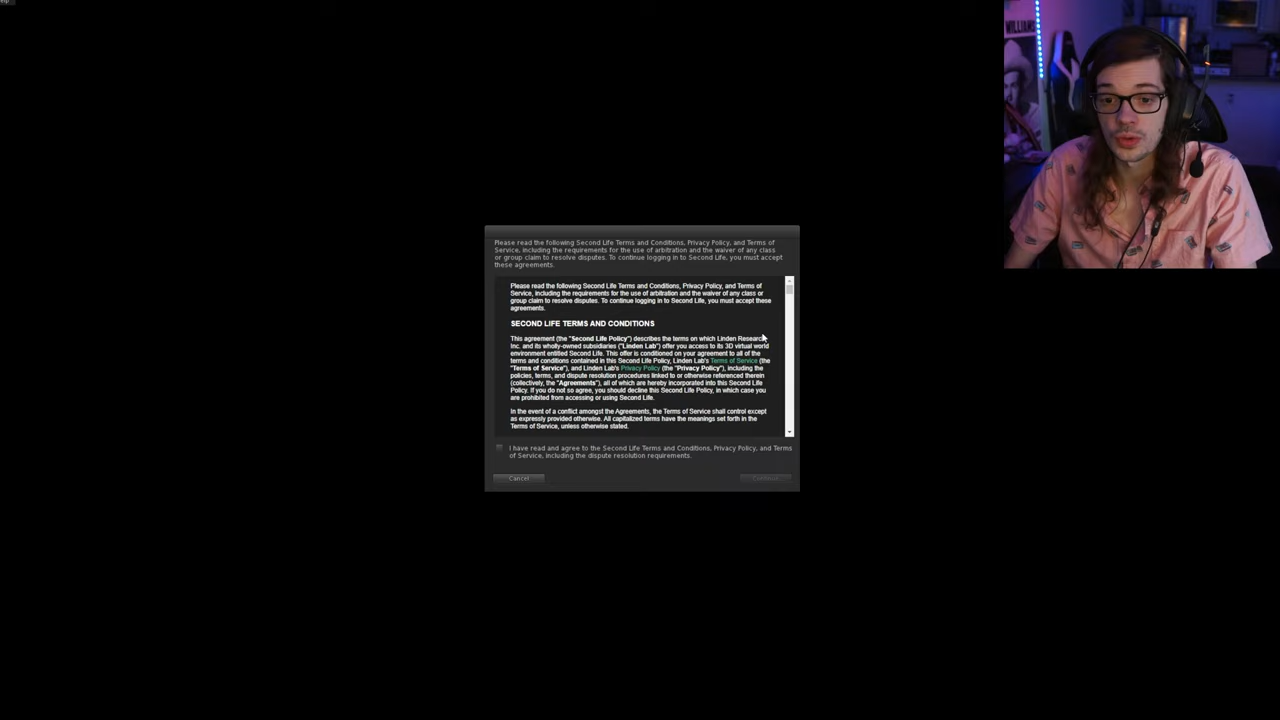 WILLIAMS
Please read the following Second Life Terms and Conditions, Privacy Policy, and Terms of
Service, including the requirements for the use of arbitration and the waiver of any class
or group claim to resolve disputes. To continue logging in to Second Life, you must accept
these agreements.
Please read the following Second Life Terms and Conditions, Privacy Policy, and Terms of
Service, including the requirements for the use of arbitration and the waiver of any class or
group claim to resolve disputes. To continue logging in to Second Life, you must accept these
agreements.
SECOND LIFE TERMS AND CONDITIONS
This agreement (the "Second Life Policy") describes the terms on which Linden Research,
Inc. and its wholly-owned subsidiaries ("Linden Lab") offer you access to its 3D virtual world
environment entitled Second Life. This offer is conditioned on your agreement to all of the
terms and conditions contained in this Second Life Policy, Linden Lab's Terms of Service (the
"Terms of Service"), and Linden Lab's Privacy Policy (the "Privacy Policy"), including the
policies, terms, and dispute resolution procedures linked to or otherwise referenced therein
(collectively, the "Agreements"), all of which are hereby incorporated into this Second Life
Policy. If you do not so agree, you should decline this Second Life Policy, in which case you
are prohibited from accessing or using Second Life.
In the event of a conflict amongst the Agreements, the Terms of Service shall control except
as expressly provided otherwise. All capitalized terms have the meanings set forth in the
Terms of Service, unless otherwise stated.
I have read and agree to the Second Life Terms and Conditions, Privacy Policy, and Terms
of Service, including the dispute resolution requirements.
Cancel
Continue